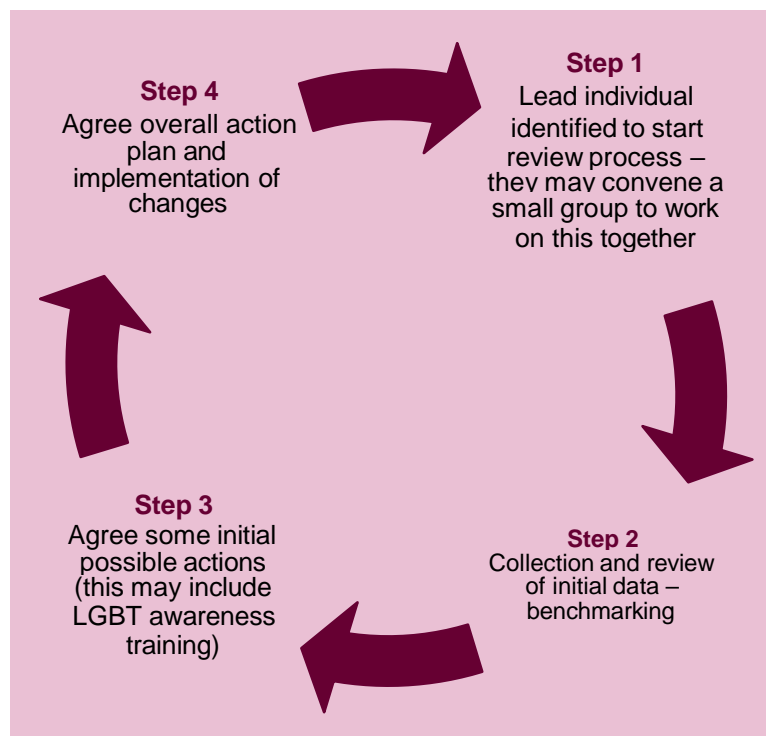 Step 1
Lead individual
identified to start
review process –
they may convene a
small group to work
on this together
Step 2
Collection and review
of initial data –
benchmarking
Step 3
Agree some initial
possible actions
(this may include
LGBT awareness
training)
Step 4
Agree overall action
plan and
implementation of
changes